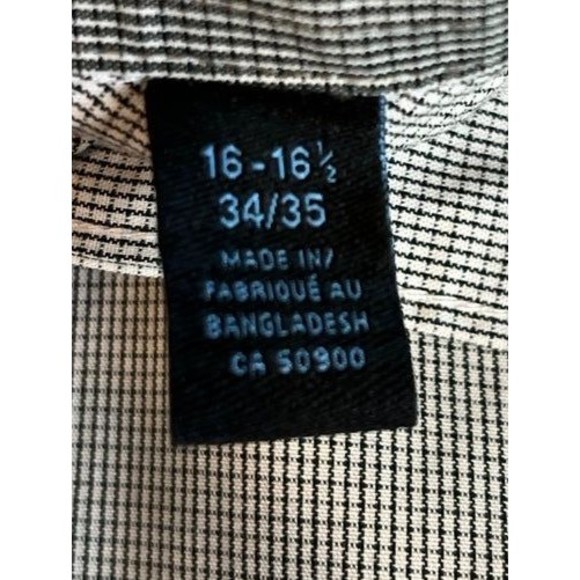 16-16½
34/35
MADE IN/
FABRIQUÉ AU
BANGLADESH
CA 50900